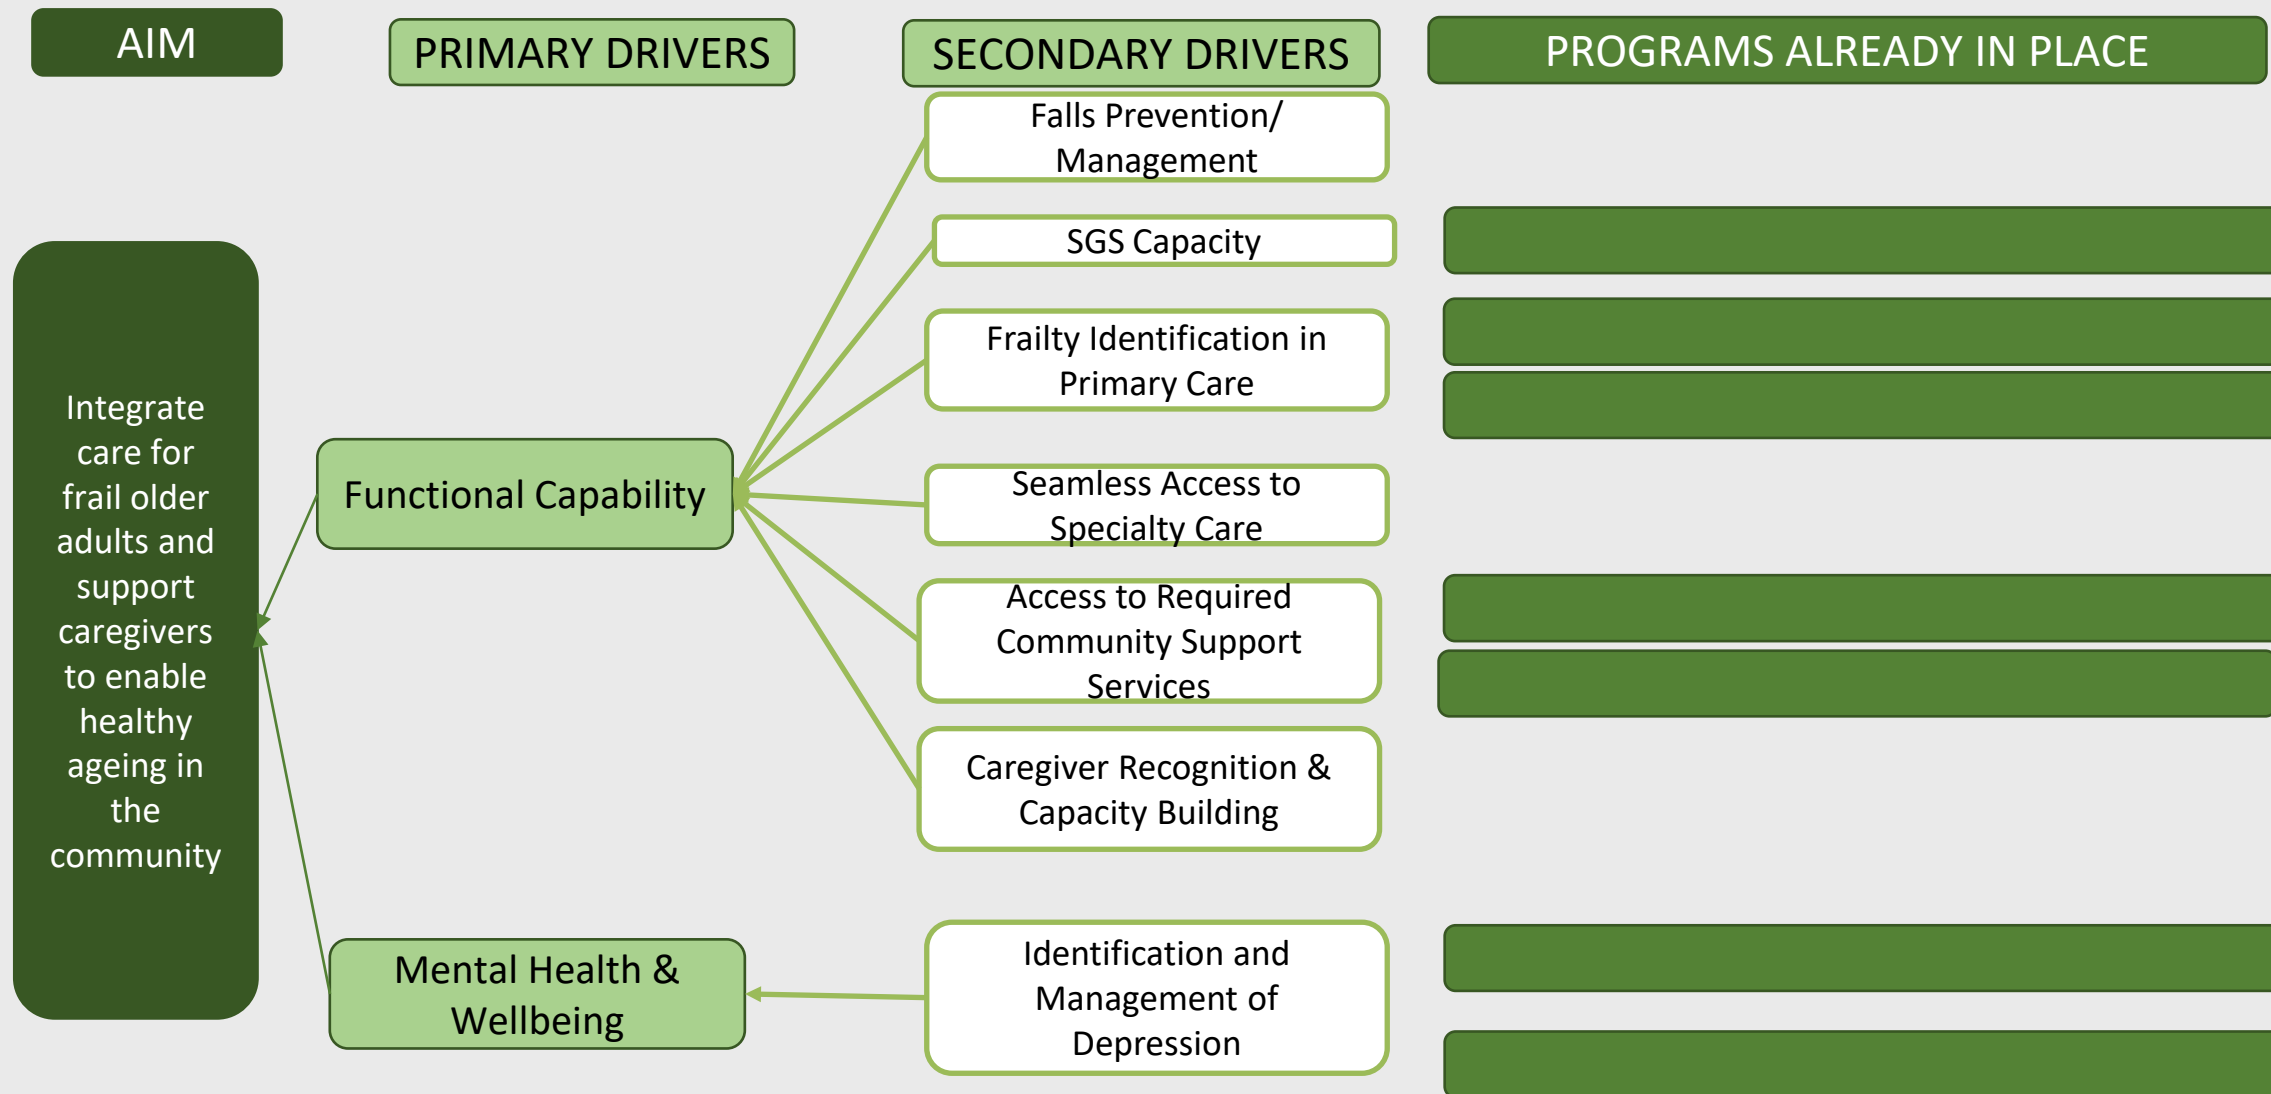 AIM
PRIMARY DRIVERS
SECONDARY DRIVERS
PROGRAMS ALREADY IN PLACE
Integrate
care for
frail older
adults and
support
caregivers
to enable
healthy
ageing in
the
community
Functional Capability
Mental Health &
Wellbeing
Falls Prevention/
Management
SGS Capacity
Frailty Identification in
Primary Care
Seamless Access to
Specialty Care
Access to Required
Community Support
Services
Caregiver Recognition &
Capacity Building
Identification and
Management of
Depression